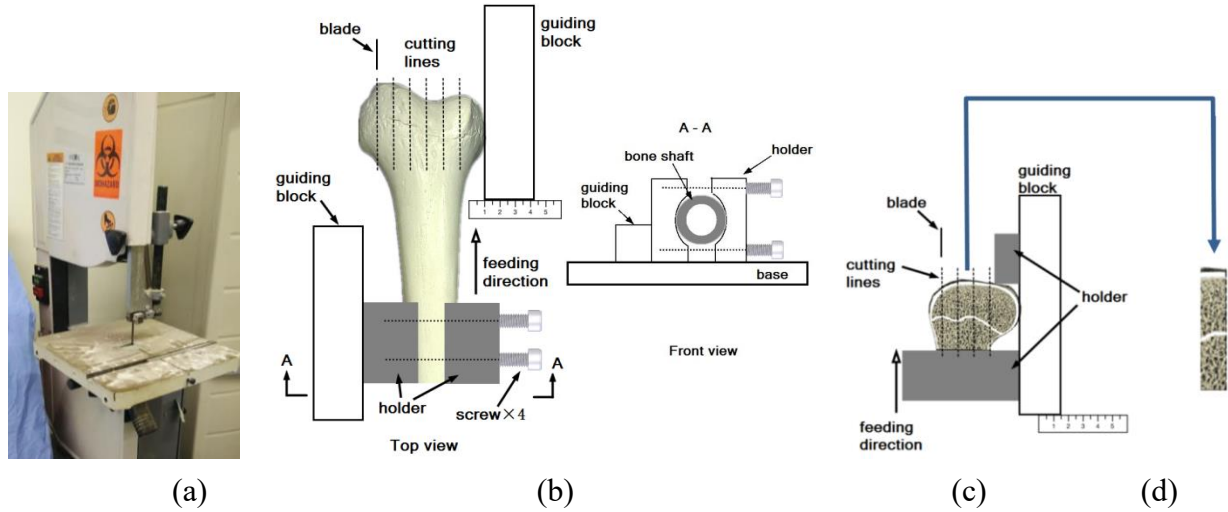 blade
cutting
lines
guiding
block
guiding
block
1 2 3 4 5
feeding
direction
A
A
holder
screw×4
Top view
A - A
bone shaft
holder
guiding
block
base
Front view
guiding
block
blade
cutting
lines
holder
feeding
direction
1 2 3 4 5
BIOHAZARD
(a)
(b)
(c)
(d)